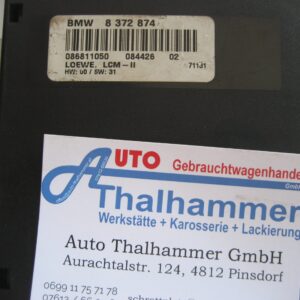 BMW 8 372 874
086811050 084426 02
LOEWE. LCM-II 71131
HW: 00 / SW: 31
AUTO Gebrauchtwagenhande
GmbH
Thalhammer
Werkstätte + Karosserie + Lackierung
Auto Thalhammer GmbH
Aurachtalstr. 124, 4812 Pinsdorf
0699 11 75 71 78